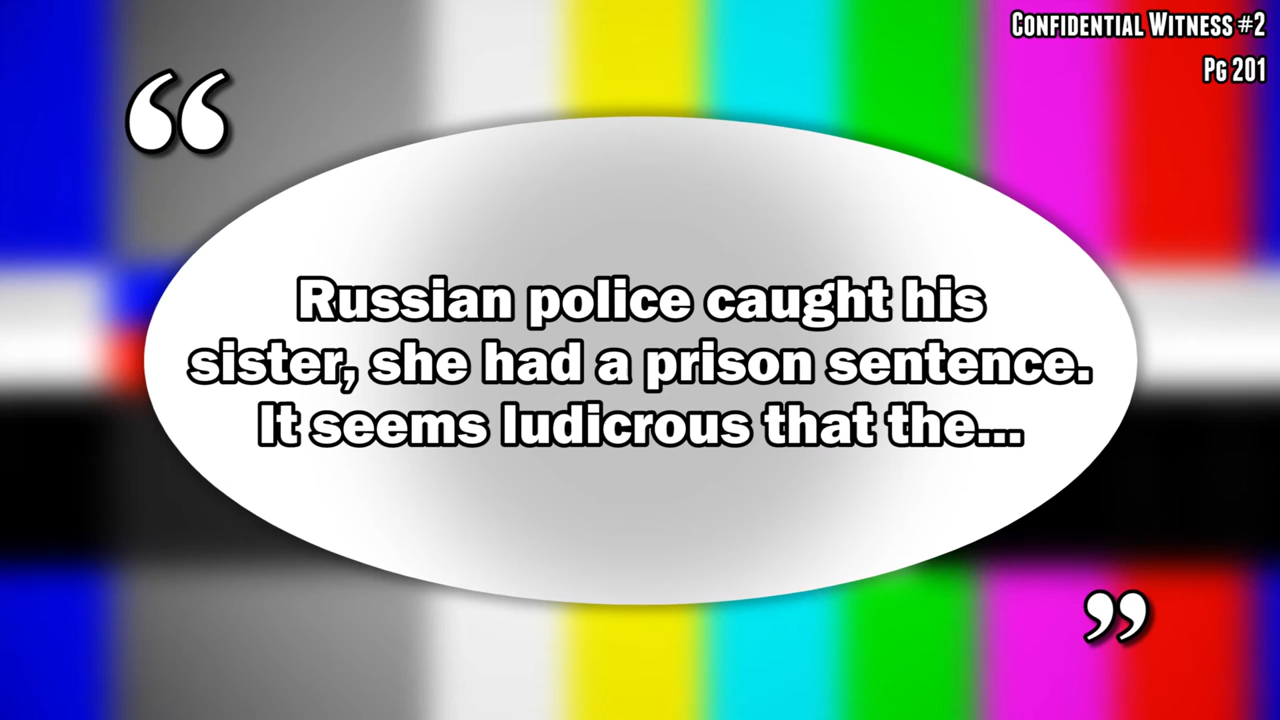 CONFIDENTIAL WITNESS #2
PG 201
“
Russian police caught his
sister, she had a prison sentence.
It seems ludicrous that the...
”